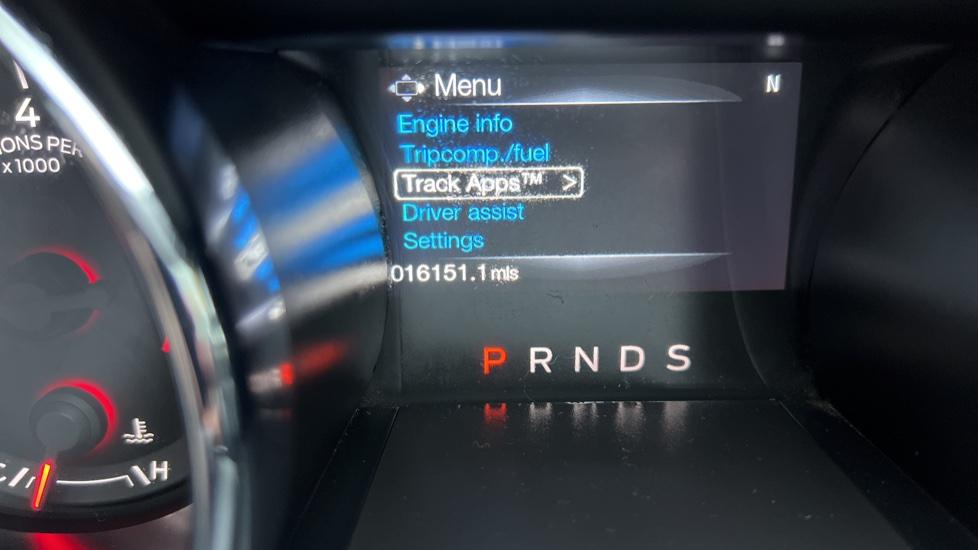 4
x1000
Menu
N
Engine info
Tripcomp./fuel
Track Apps™ >
Driver assist
Settings
016151.1 mls
P R N D S
H